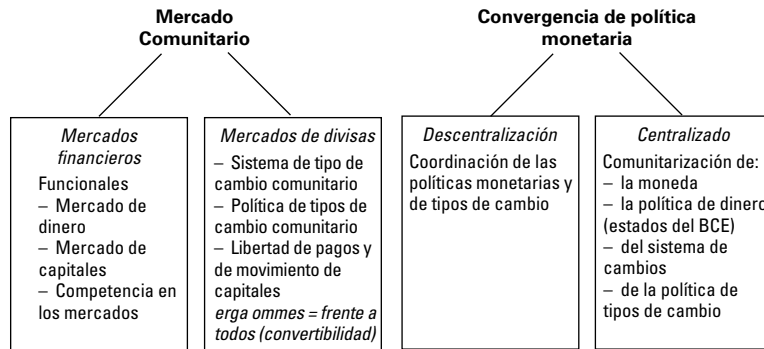 Mercado
Comunitario
Convergencia de política
monetaria
Mercados
financieros
Funcionales
– Mercado de
dinero
– Mercado de
capitales
– Competencia en
los mercados
Mercados de divisas
– Sistema de tipo de
cambio comunitario
– Política de tipos de
cambio comunitario
– Libertad de pagos y
de movimiento de
capitales
erga ommes = frente a
todos (convertibilidad)
Descentralización
Coordinación de las
políticas monetarias y
de tipos de cambio
Centralizado
Comunitarización de:
– la moneda
– la política de dinero
(estados del BCE)
– del sistema de
cambios
– de la política de
tipos de cambio